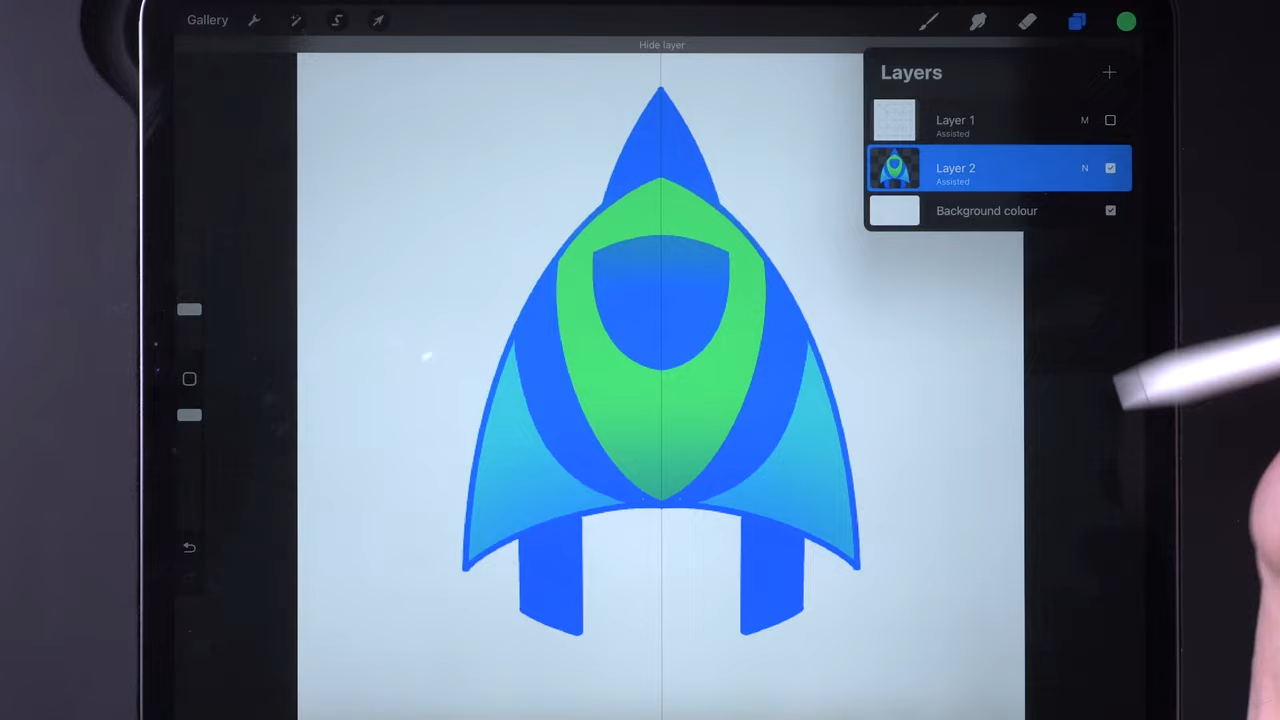 Gallery
Hide layer
Layers
Layer 1 M
Assisted
Layer 2 N
Assisted
Background colour